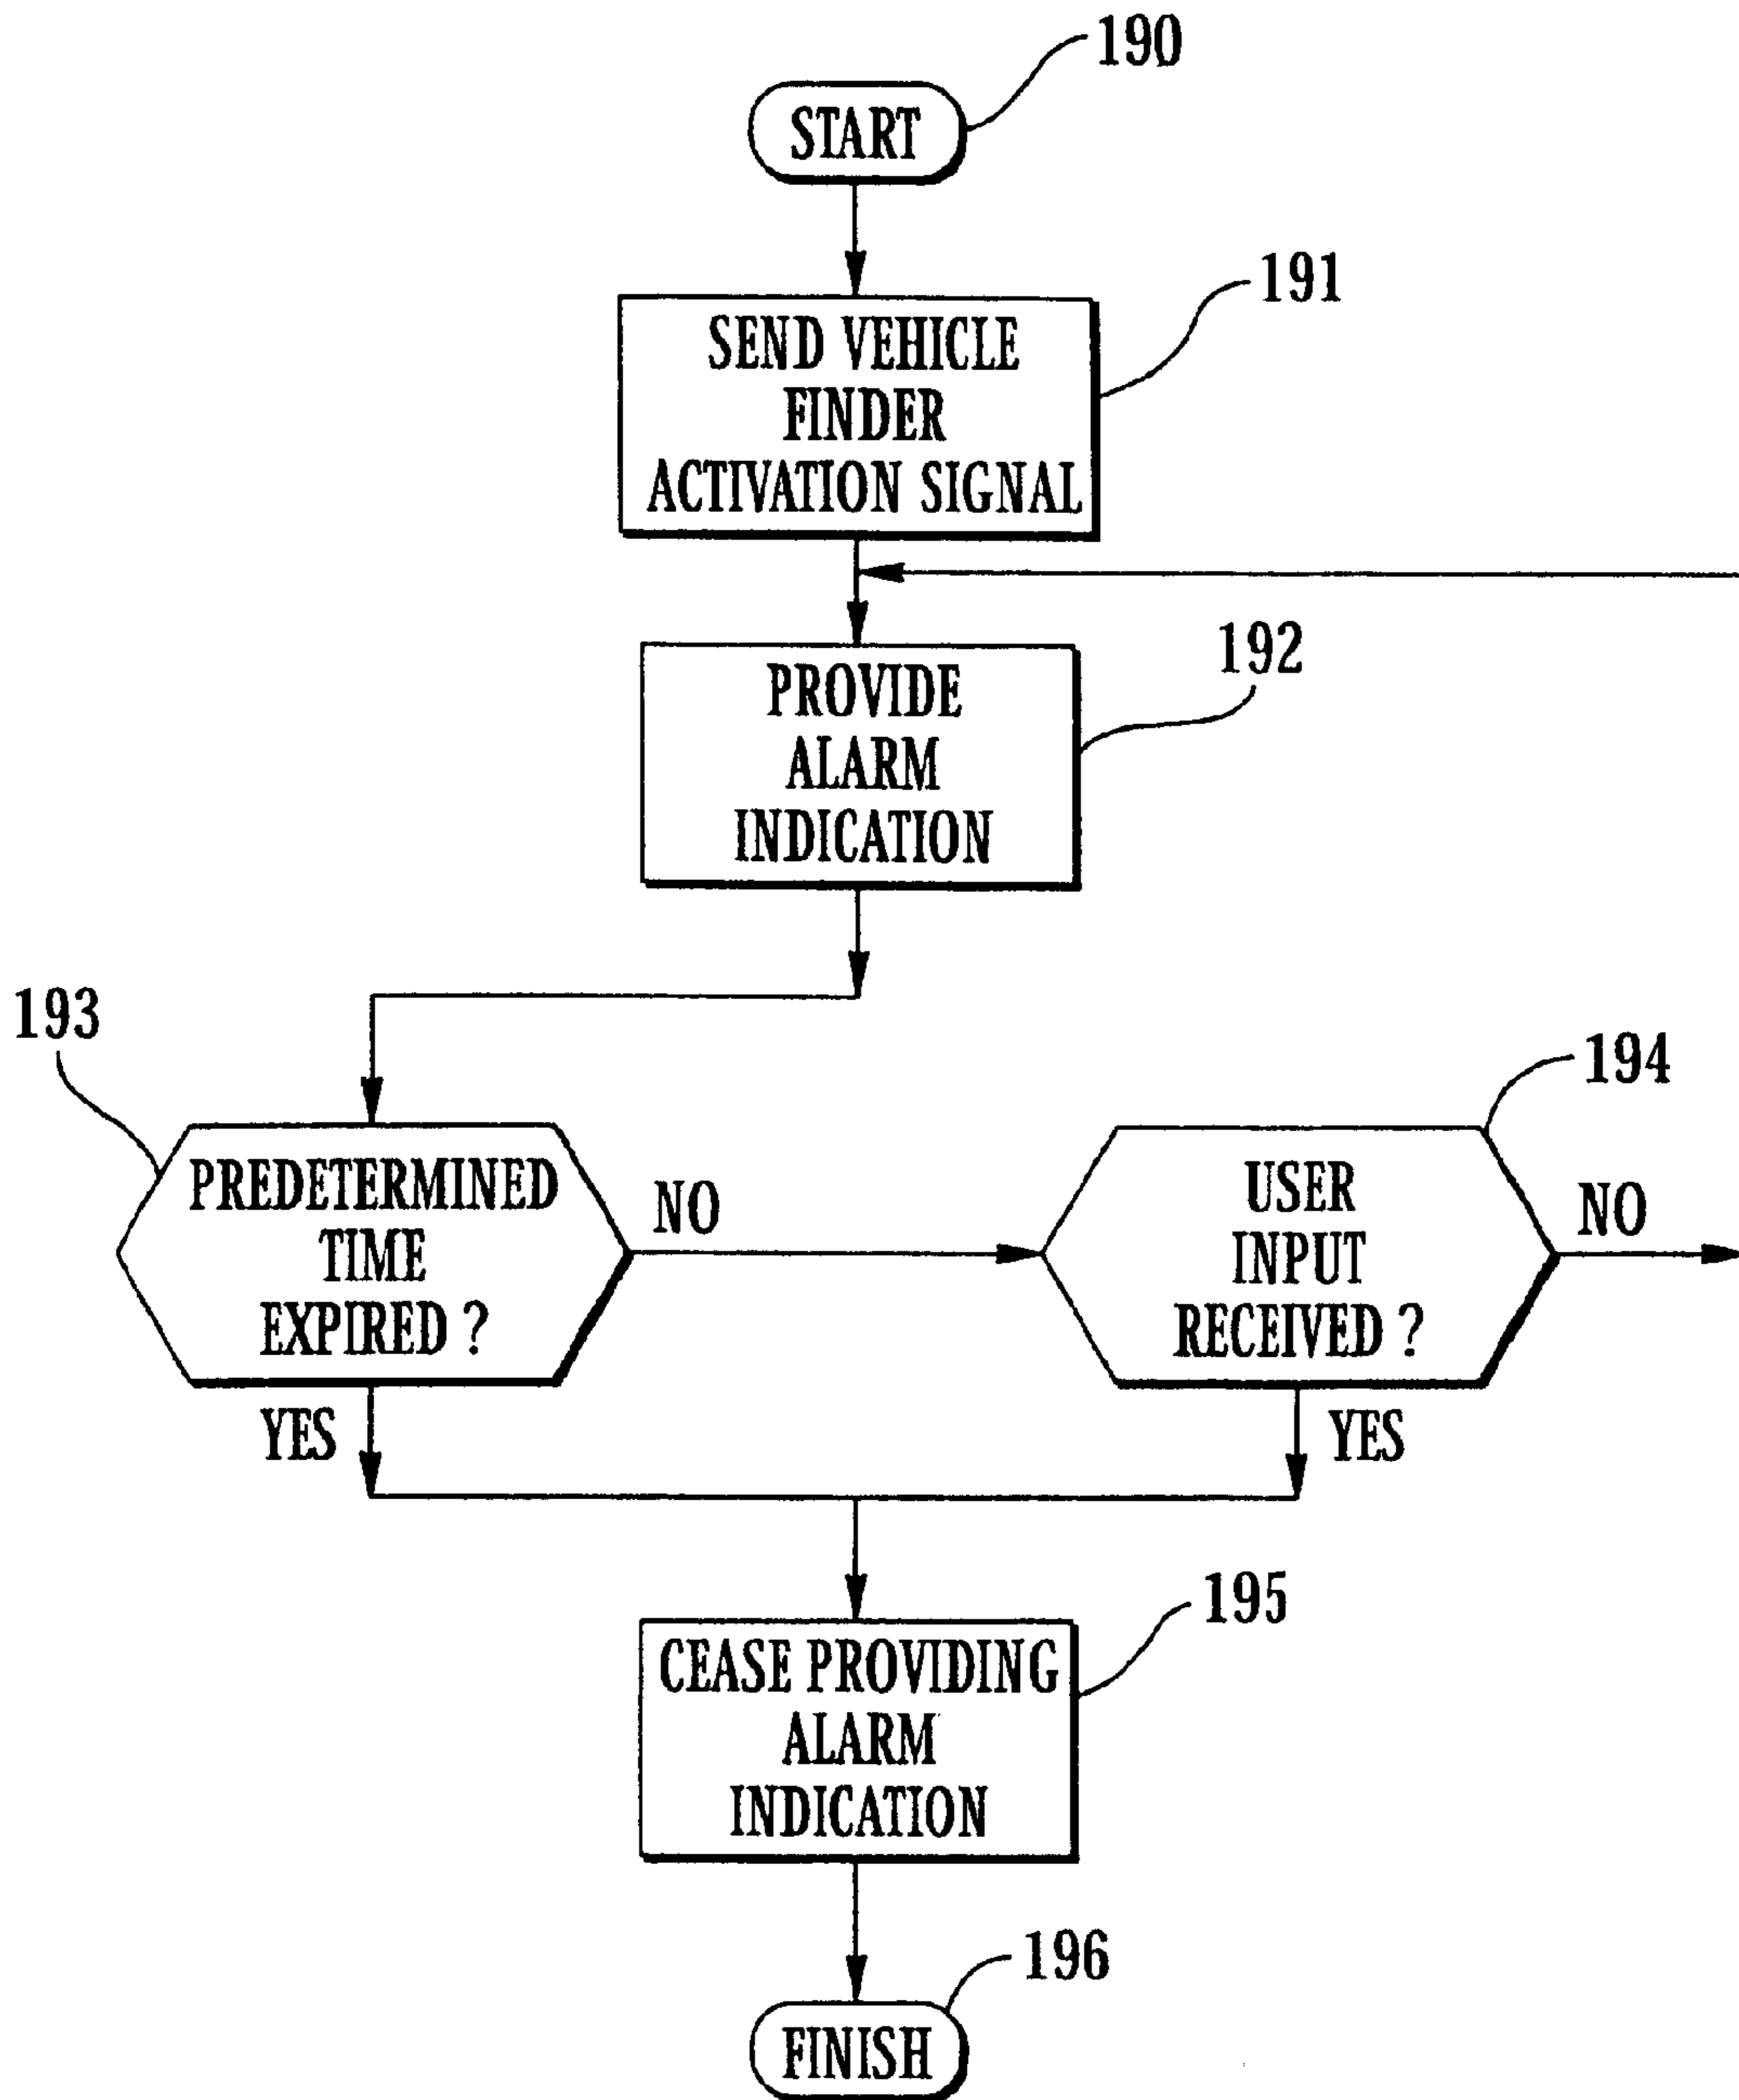 190
START
191
SEND VEHICLE
FINDER
ACTIVATION SIGNAL
192
PROVIDE
ALARM
INDICATION
193
PREDETERMINED
TIME
EXPIRED ?
NO
YES
194
USER
INPUT
RECEIVED ?
NO
YES
195
CEASE PROVIDING
ALARM
INDICATION
196
FINISH